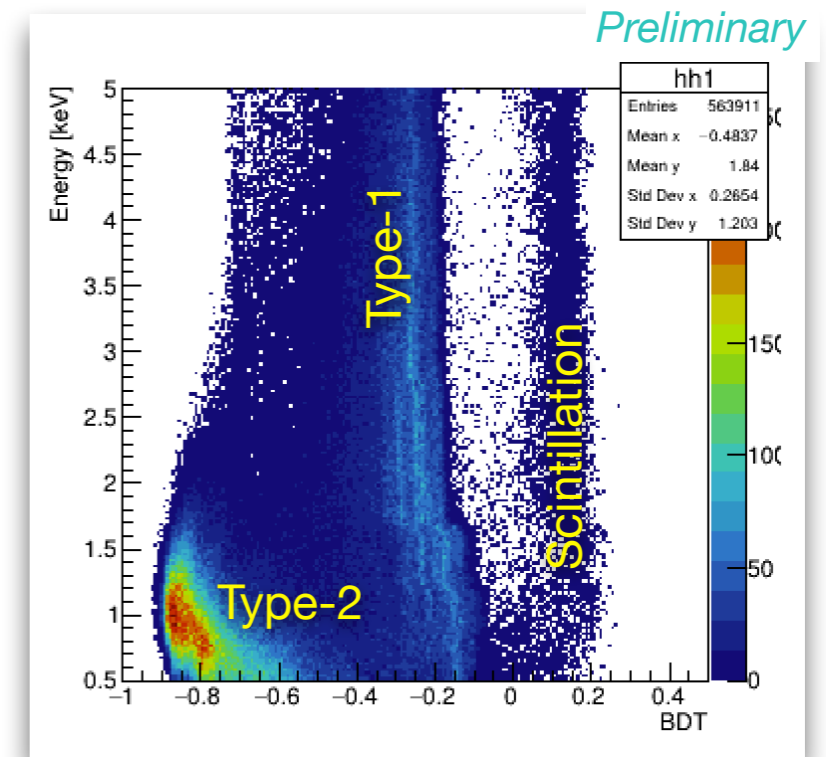 Preliminary
hh1
Entries 563911
Mean x −0.4837
Mean y 1.84
Std Dev x 0.2654
Std Dev y 1.203
Energy [keV]
5
4.5
4
3.5
3
2.5
2
1.5
1
0.5
Type-1
Scintillation
Type-2
50
0
−1 −0.8 −0.6 −0.4 −0.2 0 0.2 0.4
BDT